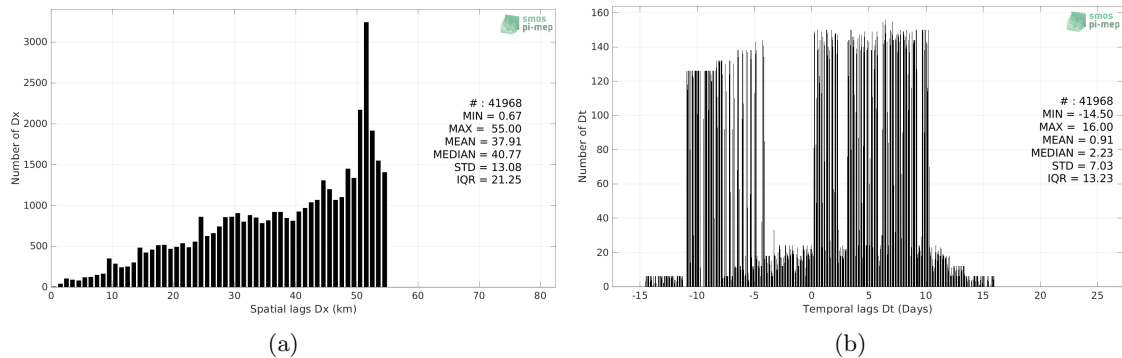 smos
pi-mep
3000
2500
2000
1500
1000
500
0
Number of Dx
# : 41968
MIN = 0.67
MAX = 55.00
MEAN = 37.91
MEDIAN = 40.77
STD = 13.08
IQR = 21.25
0 10 20 30 40 50 60 70 80
Spatial lags Dx (km)
(a)
smos
pi-mep
160
140
120
100
80
60
40
20
0
Number of Dt
# : 41968
MIN = -14.50
MAX = 16.00
MEAN = 0.91
MEDIAN = 2.23
STD = 7.03
IQR = 13.23
-15 -10 -5 0 5 10 15 20 25
Temporal lags Dt (Days)
(b)